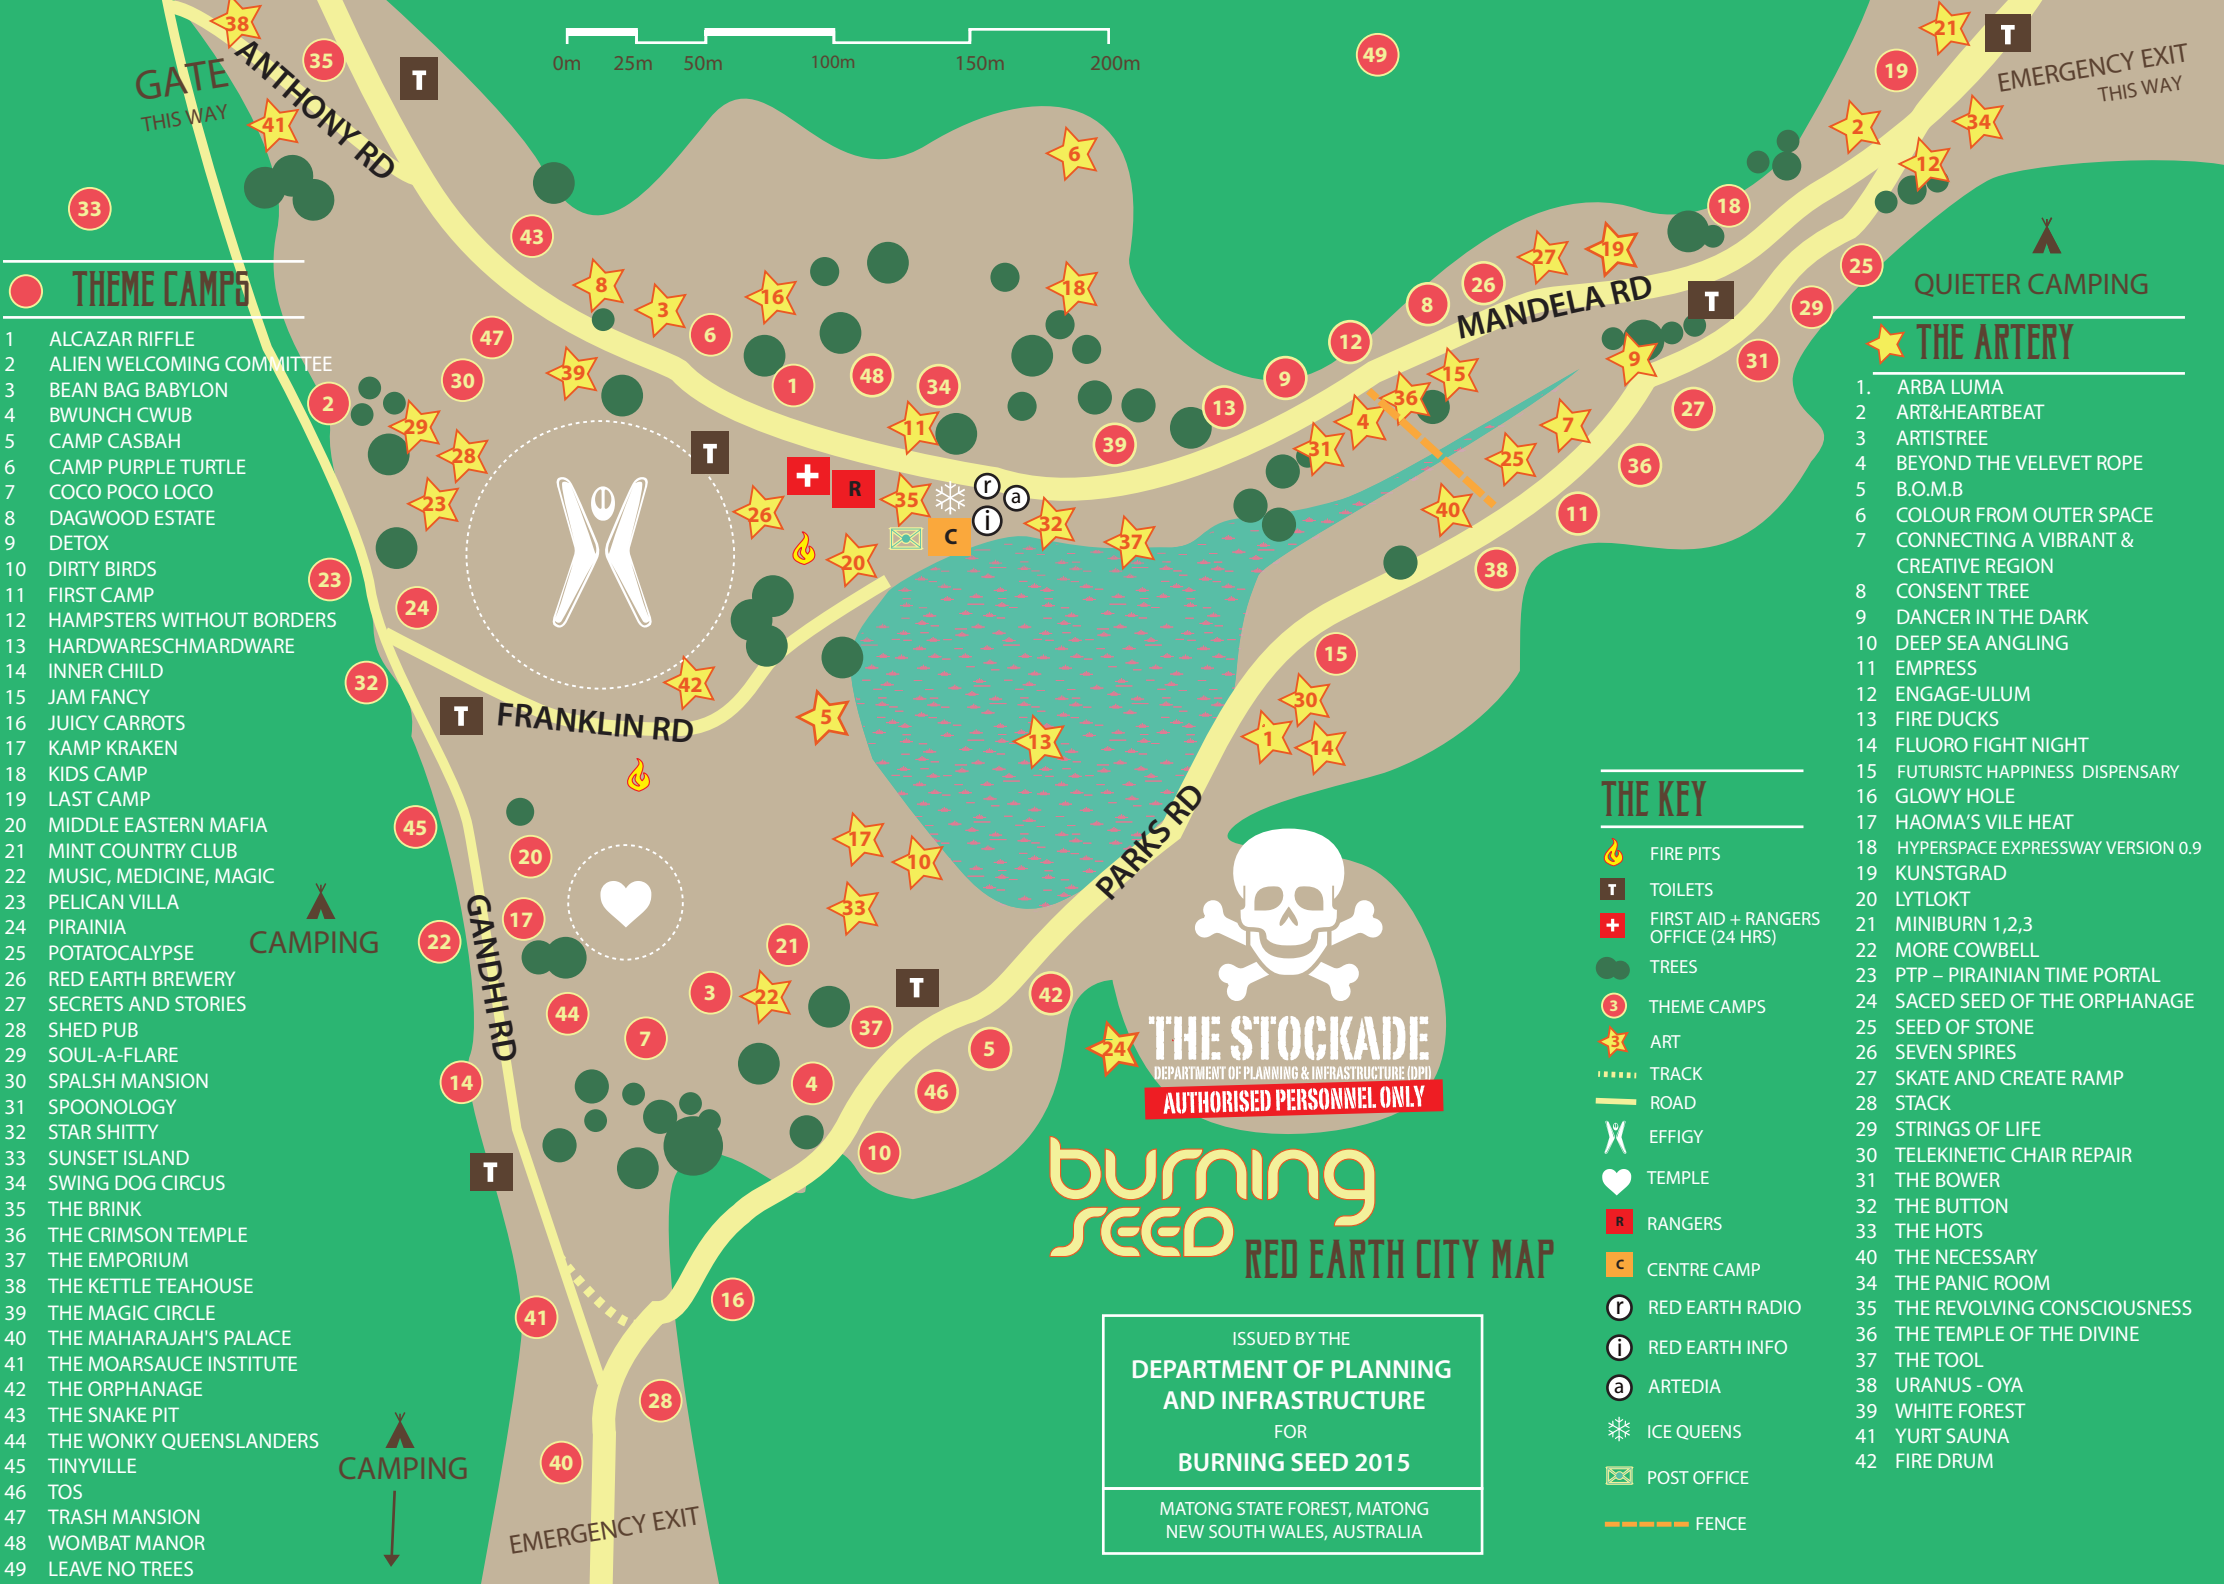 0m 25m 50m 100m 150m 200m
GATE
THIS WAY
ANTHONY RD
EMERGENCY EXIT
THIS WAY
MANDELA RD
QUIETER CAMPING
FRANKLIN RD
PARKS RD
GANDHI RD
CAMPING
CAMPING
EMERGENCY EXIT
THEME CAMPS
1 ALCAZAR RIFFLE
2 ALIEN WELCOMING COMMITTEE
3 BEAN BAG BABYLON
4 BWUNCH CWUB
5 CAMP CASBAH
6 CAMP PURPLE TURTLE
7 COCO POCO LOCO
8 DAGWOOD ESTATE
9 DETOX
10 DIRTY BIRDS
11 FIRST CAMP
12 HAMPSTERS WITHOUT BORDERS
13 HARDWARESCHMARDWARE
14 INNER CHILD
15 JAM FANCY
16 JUICY CARROTS
17 KAMP KRAKEN
18 KIDS CAMP
19 LAST CAMP
20 MIDDLE EASTERN MAFIA
21 MINT COUNTRY CLUB
22 MUSIC, MEDICINE, MAGIC
23 PELICAN VILLA
24 PIRAINIA
25 POTATOCALYPSE
26 RED EARTH BREWERY
27 SECRETS AND STORIES
28 SHED PUB
29 SOUL-A-FLARE
30 SPALSH MANSION
31 SPOONOLOGY
32 STAR SHITTY
33 SUNSET ISLAND
34 SWING DOG CIRCUS
35 THE BRINK
36 THE CRIMSON TEMPLE
37 THE EMPORIUM
38 THE KETTLE TEAHOUSE
39 THE MAGIC CIRCLE
40 THE MAHARAJAH'S PALACE
41 THE MOARSAUCE INSTITUTE
42 THE ORPHANAGE
43 THE SNAKE PIT
44 THE WONKY QUEENSLANDERS
45 TINYVILLE
46 TOS
47 TRASH MANSION
48 WOMBAT MANOR
49 LEAVE NO TREES
THE STOCKADE
DEPARTMENT OF PLANNING & INFRASTRUCTURE (DPI)
AUTHORISED PERSONNEL ONLY
burning
SEED
RED EARTH CITY MAP
ISSUED BY THE
DEPARTMENT OF PLANNING
AND INFRASTRUCTURE
FOR
BURNING SEED 2015
MATONG STATE FOREST, MATONG
NEW SOUTH WALES, AUSTRALIA
THE KEY
FIRE PITS
T TOILETS
FIRST AID + RANGERS
OFFICE (24 HRS)
TREES
3 THEME CAMPS
3 ART
TRACK
ROAD
EFFIGY
TEMPLE
R RANGERS
C CENTRE CAMP
r RED EARTH RADIO
i RED EARTH INFO
a ARTEDIA
ICE QUEENS
POST OFFICE
FENCE
THE ARTERY
1. ARBA LUMA
2 ART&HEARTBEAT
3 ARTISTREE
4 BEYOND THE VELEVET ROPE
5 B.O.M.B
6 COLOUR FROM OUTER SPACE
7 CONNECTING A VIBRANT &
CREATIVE REGION
8 CONSENT TREE
9 DANCER IN THE DARK
10 DEEP SEA ANGLING
11 EMPRESS
12 ENGAGE-ULUM
13 FIRE DUCKS
14 FLUORO FIGHT NIGHT
15 FUTURISTC HAPPINESS DISPENSARY
16 GLOWY HOLE
17 HAOMA'S VILE HEAT
18 HYPERSPACE EXPRESSWAY VERSION 0.9
19 KUNSTGRAD
20 LYTLOKT
21 MINIBURN 1,2,3
22 MORE COWBELL
23 PTP – PIRAINIAN TIME PORTAL
24 SACED SEED OF THE ORPHANAGE
25 SEED OF STONE
26 SEVEN SPIRES
27 SKATE AND CREATE RAMP
28 STACK
29 STRINGS OF LIFE
30 TELEKINETIC CHAIR REPAIR
31 THE BOWER
32 THE BUTTON
33 THE HOTS
40 THE NECESSARY
34 THE PANIC ROOM
35 THE REVOLVING CONSCIOUSNESS
36 THE TEMPLE OF THE DIVINE
37 THE TOOL
38 URANUS - OYA
39 WHITE FOREST
41 YURT SAUNA
42 FIRE DRUM